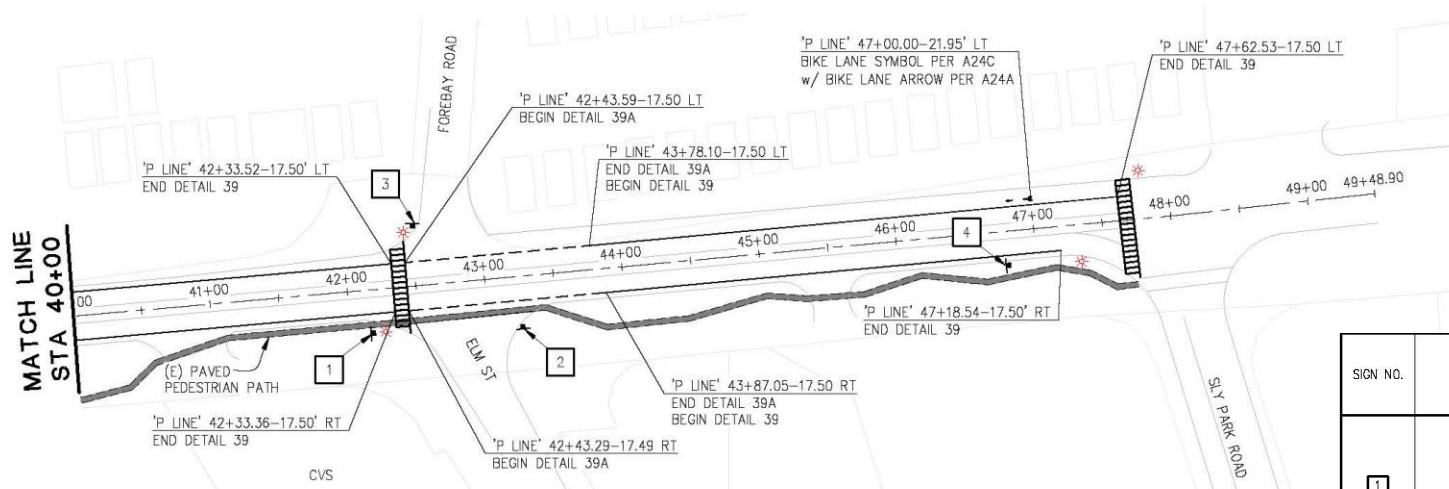 FOREBAY ROAD
'P LINE' 47+00.00-21.95' LT
BIKE LANE SYMBOL PER A24C
w/ BIKE LANE ARROW PER A24A
'P LINE' 47+62.53-17.50 LT
END DETAIL 39
'P LINE' 42+43.59-17.50 LT
BEGIN DETAIL 39A
'P LINE' 43+78.10-17.50 LT
END DETAIL 39A
BEGIN DETAIL 39
'P LINE' 42+33.52-17.50' LT
END DETAIL 39
3
MATCH LINE
STA 40+00
00
41+00
42+00
43+00
44+00
45+00
46+00
47+00
48+00
49+00
49+48.90
4
(E) PAVED
PEDESTRIAN PATH
1
ELM ST
2
'P LINE' 47+18.54-17.50' RT
END DETAIL 39
'P LINE' 43+87.05-17.50 RT
END DETAIL 39A
BEGIN DETAIL 39
'P LINE' 42+33.36-17.50' RT
END DETAIL 39
'P LINE' 42+43.29-17.49 RT
BEGIN DETAIL 39A
CVS
SLY PARK ROAD
SIGN NO.
1